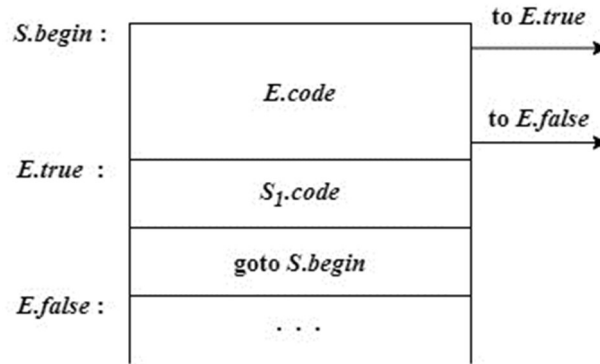 S.begin :
to E.true
E.code
to E.false
E.true :
S₁.code
goto S.begin
E.false :
. . .